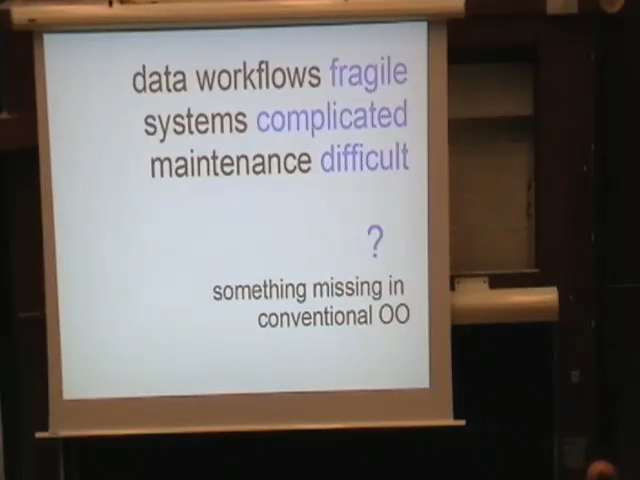 data workflows fragile
systems complicated
maintenance difficult
?
something missing in
conventional OO